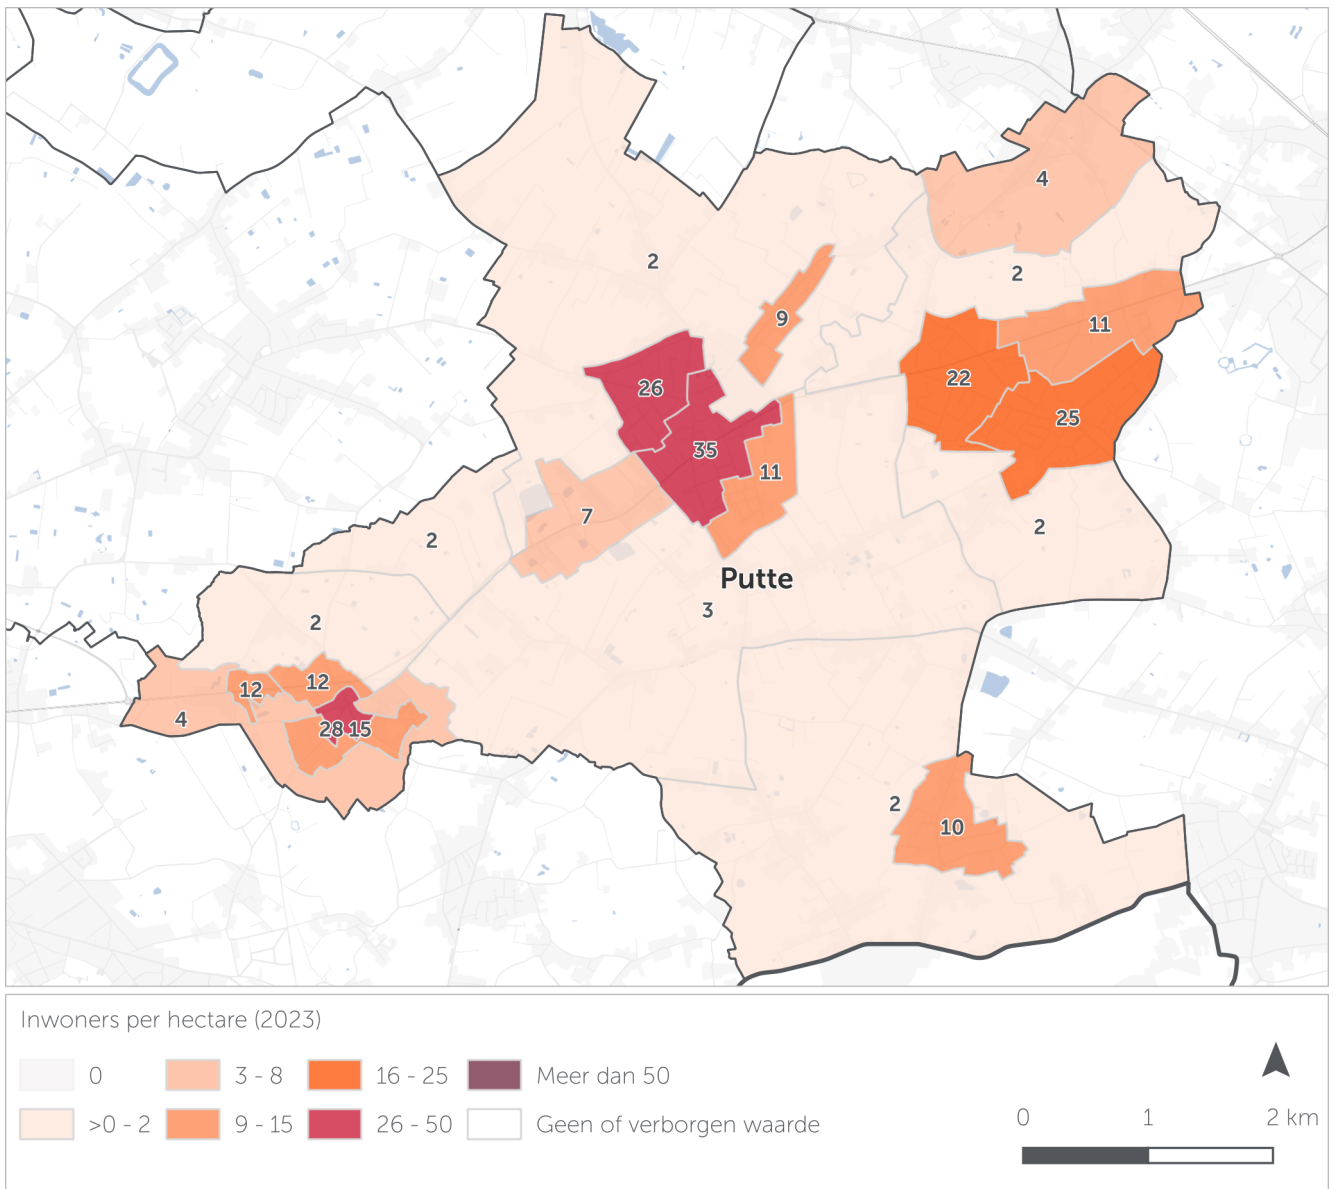 4
2
2
9
11
26
22
25
35
11
7
2
2
Putte
3
2
12
12
4
28 15
2
10
Inwoners per hectare (2023)
0
3 - 8
16 - 25
Meer dan 50
>0 - 2
9 - 15
26 - 50
Geen of verborgen waarde
0 1 2 km